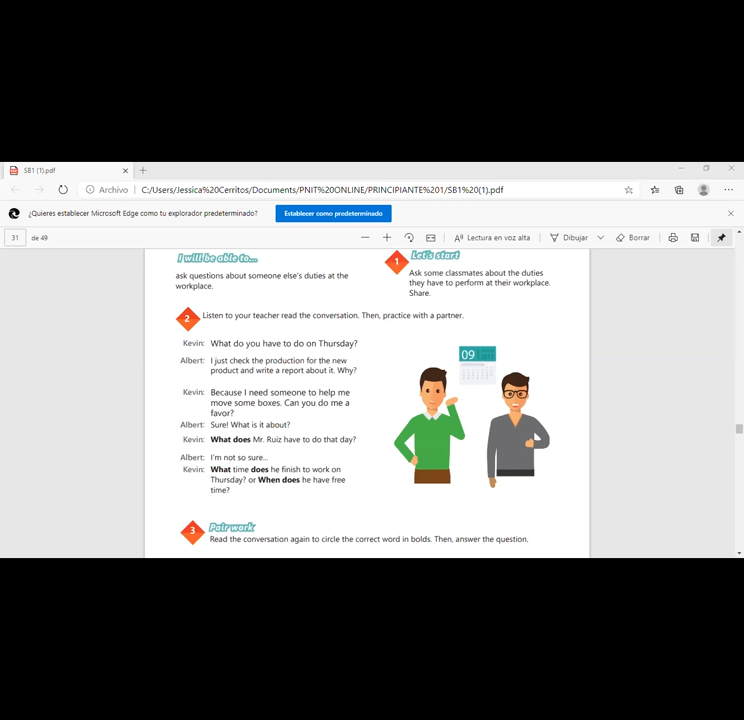 SB1 (1).pdf
Archivo C:/Users/Jessica%20Cerritos/Documents/PNIT%20ONLINE/PRINCIPIANTE%201/SB1%20(1).pdf
¿Quieres establecer Microsoft Edge como tu explorador predeterminado? Establecer como predeterminado
31 de 49 Lectura en voz alta Dibujar Borrar
I will be able to...
ask questions about someone else's duties at the
workplace.
1 Let's start
Ask some classmates about the duties
they have to perform at their workplace.
Share.
2 Listen to your teacher read the conversation. Then, practice with a partner.
Kevin: What do you have to do on Thursday?
Albert: I just check the production for the new
product and write a report about it. Why?
Kevin: Because I need someone to help me
move some boxes. Can you do me a
favor?
Albert: Sure! What is it about?
Kevin: What does Mr. Ruiz have to do that day?
Albert: I'm not so sure...
Kevin: What time does he finish to work on
Thursday? or When does he have free
time?
09
3 Pair work
Read the conversation again to circle the correct word in bolds. Then, answer the question.